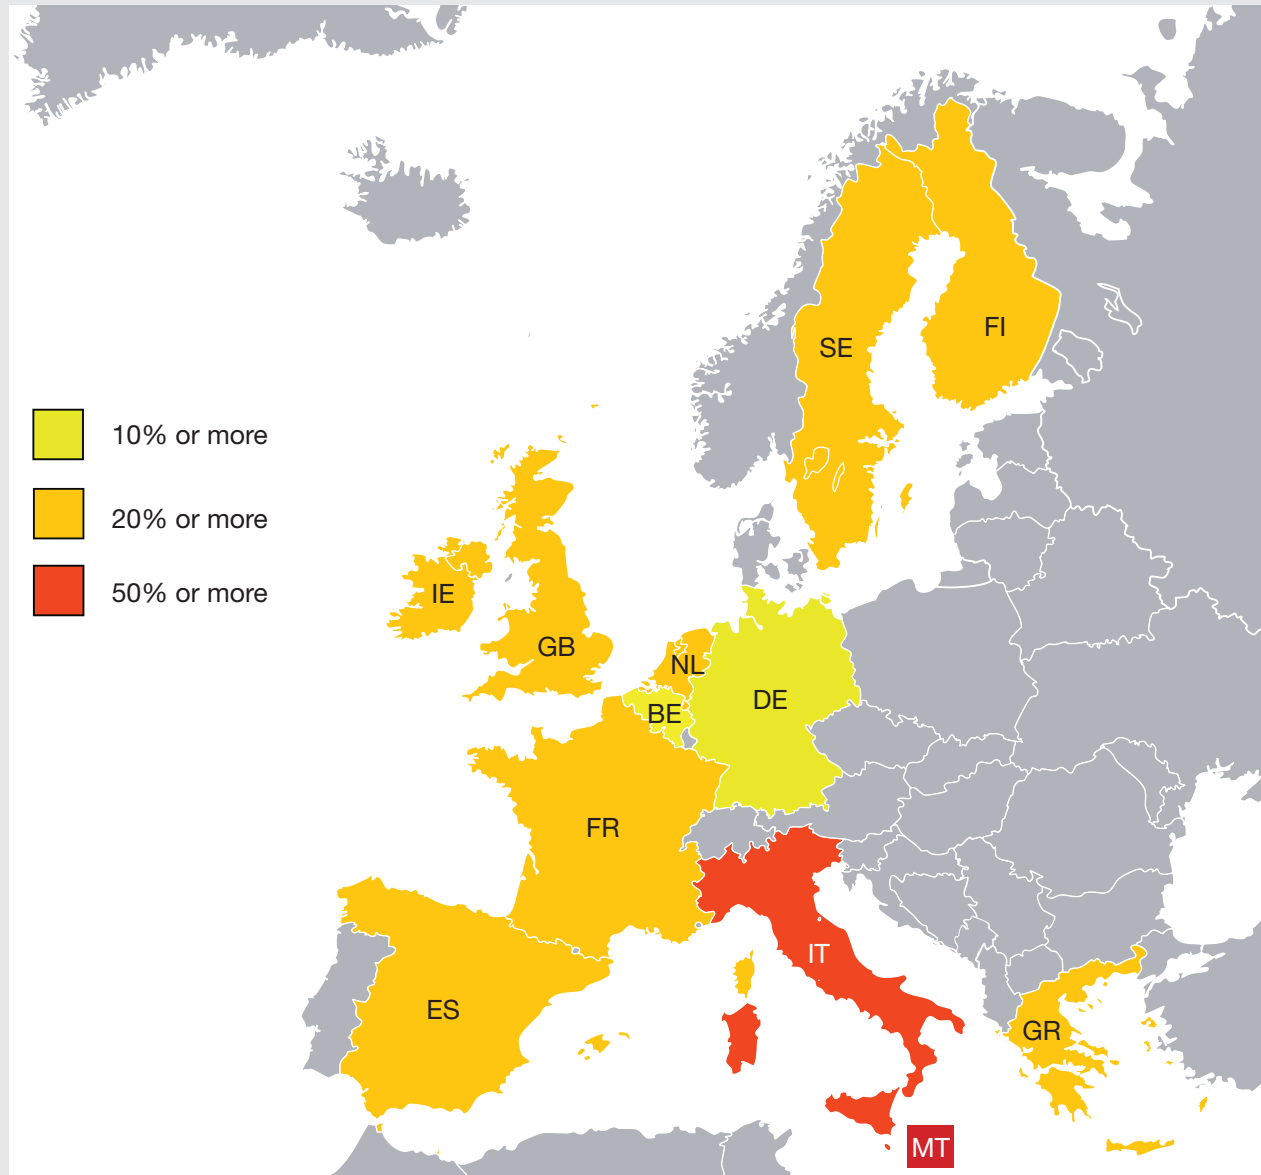 FI
SE
10% or more
20% or more
50% or more
IE
GB
NL
DE
BE
FR
IT
ES
GR
MT